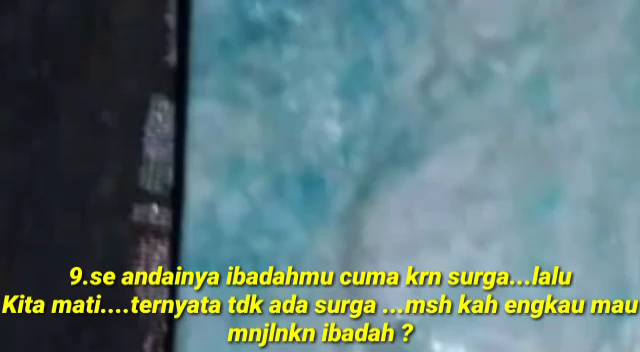 9.se andainya ibadahmu cuma krn surga...lalu
Kita mati....ternyata tdk ada surga ...msh kah engkau mau
mnjlnkn ibadah ?